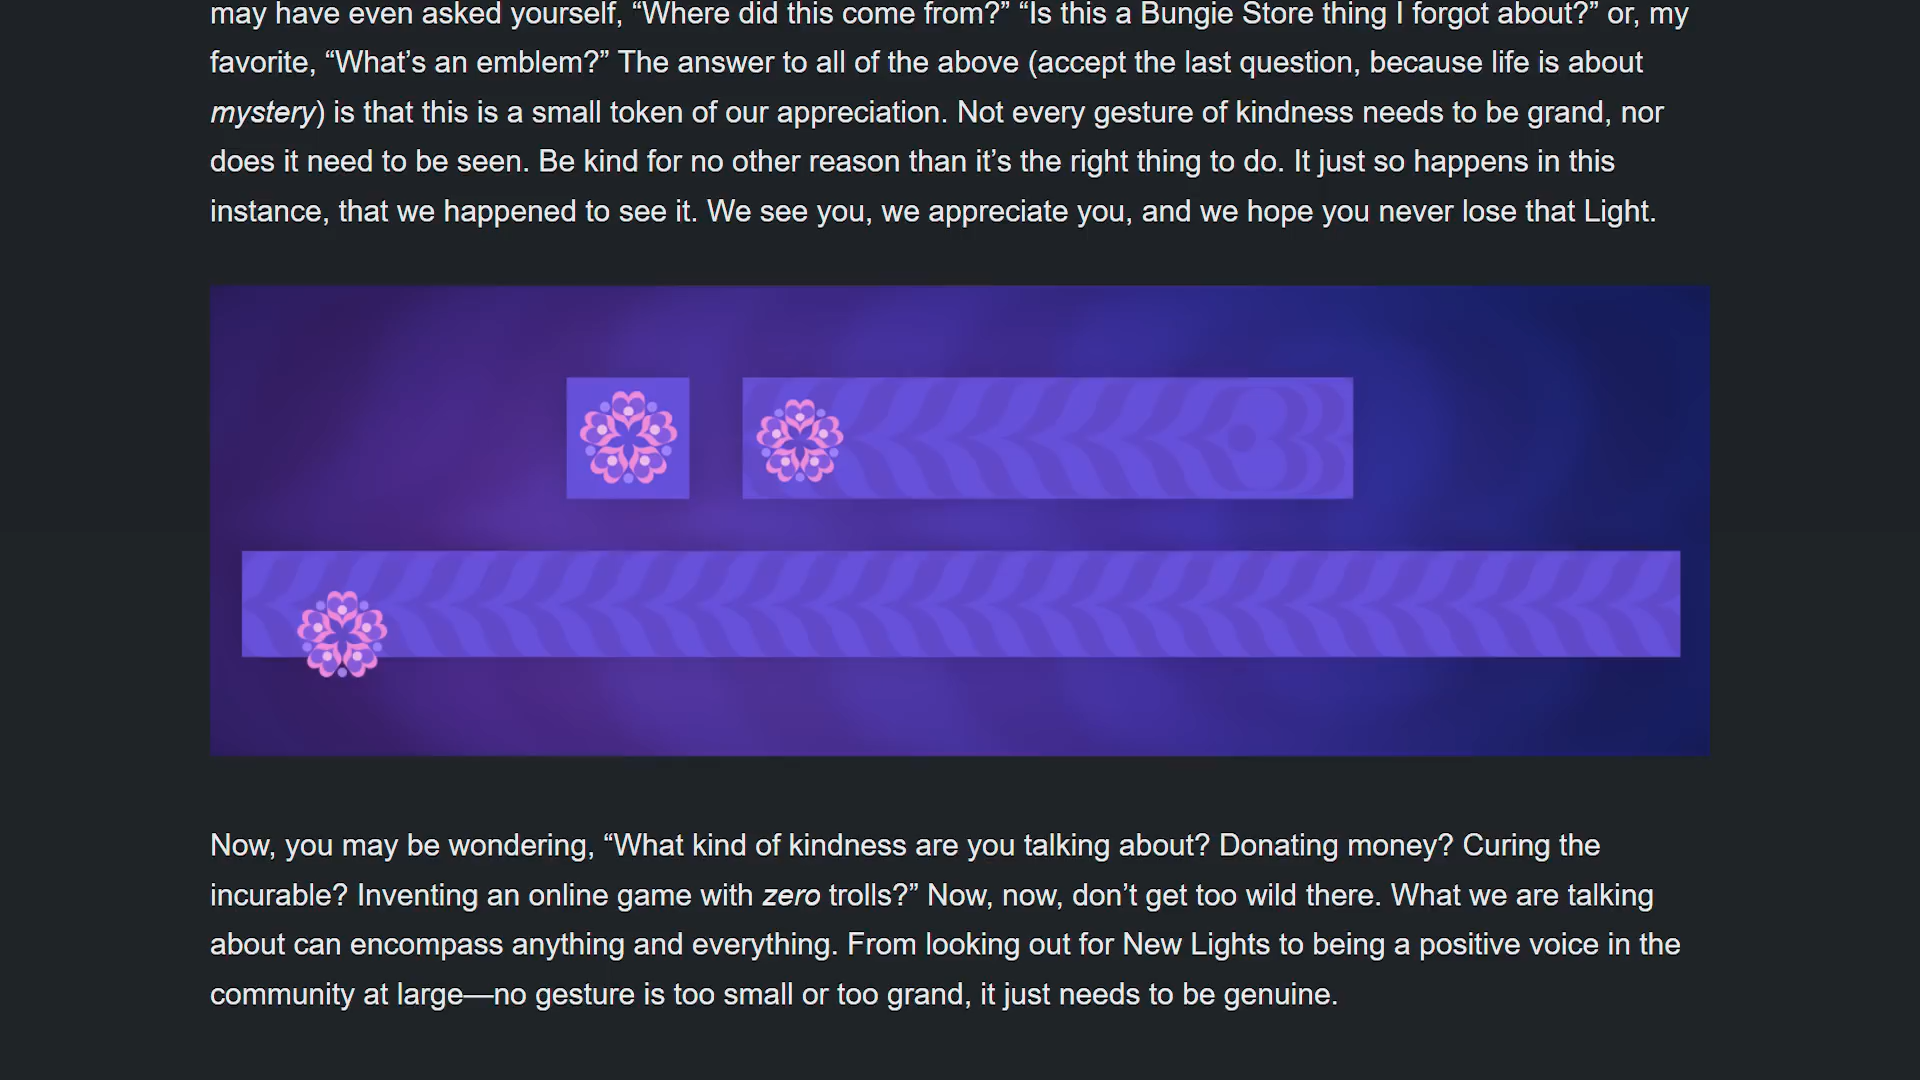 may have even asked yourself, “Where did this come from?” “Is this a Bungie Store thing I forgot about?” or, my
favorite, “What’s an emblem?” The answer to all of the above (accept the last question, because life is about
mystery) is that this is a small token of our appreciation. Not every gesture of kindness needs to be grand, nor
does it need to be seen. Be kind for no other reason than it’s the right thing to do. It just so happens in this
instance, that we happened to see it. We see you, we appreciate you, and we hope you never lose that Light.
Now, you may be wondering, “What kind of kindness are you talking about? Donating money? Curing the
incurable? Inventing an online game with zero trolls?” Now, now, don’t get too wild there. What we are talking
about can encompass anything and everything. From looking out for New Lights to being a positive voice in the
community at large—no gesture is too small or too grand, it just needs to be genuine.